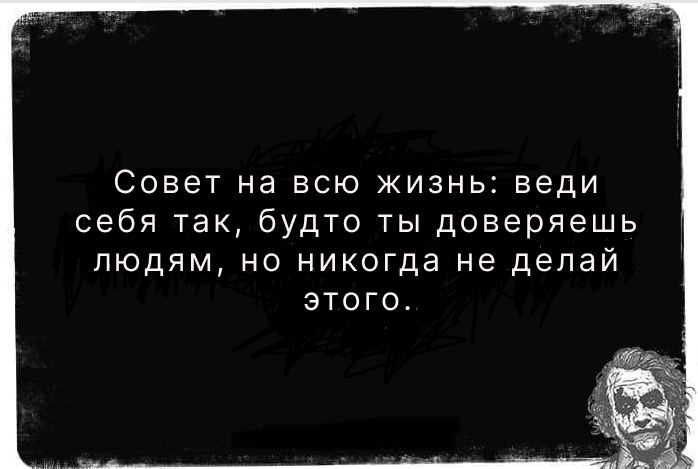 Совет на всю жизнь: веди
себя так, будто ты доверяешь
людям, но никогда не делай
этого.